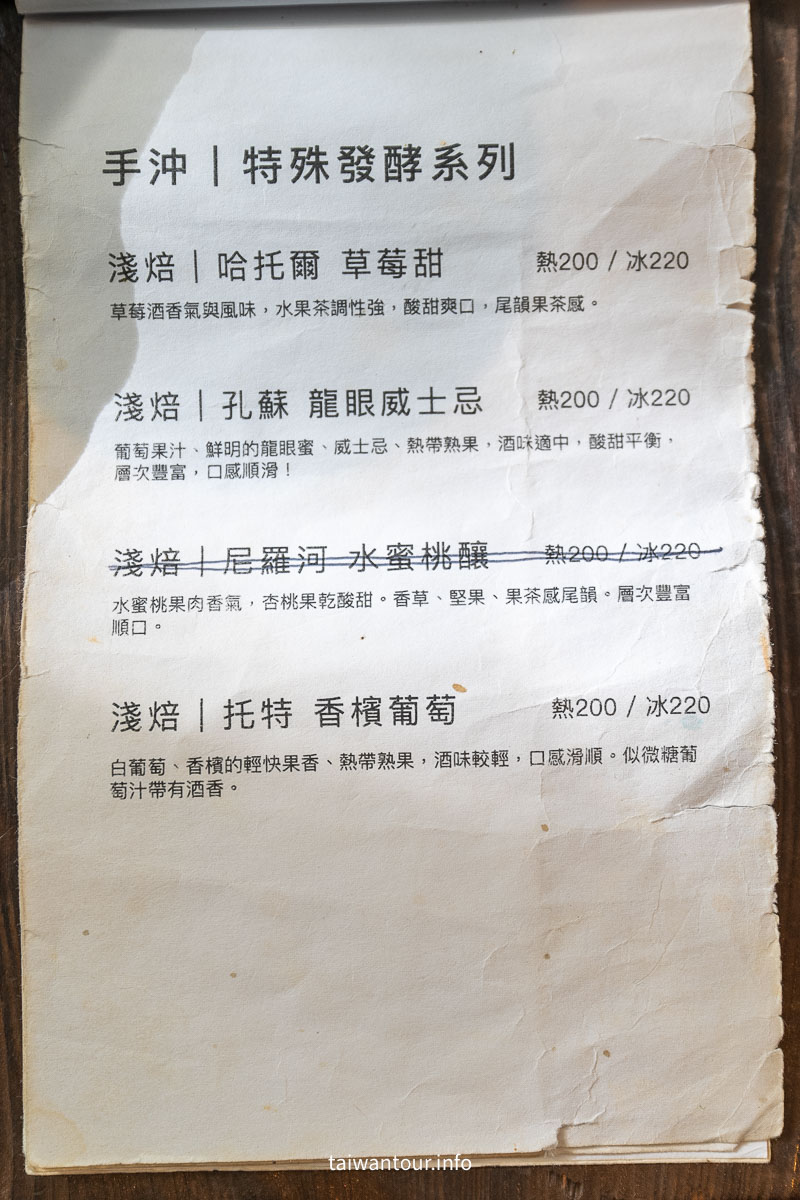 手沖｜特殊發酵系列
淺焙｜哈托爾 草莓甜 熱200 / 冰220
草莓酒香氣與風味，水果茶調性強，酸甜爽口，尾韻果茶感。
淺焙｜孔蘇 龍眼威士忌 熱200 / 冰220
葡萄果汁、鮮明的龍眼蜜、威士忌、熱帶熟果，酒味適中，酸甜平衡，
層次豐富，口感順滑！
淺焙｜尼羅河 水蜜桃釀 熱200 / 冰220
水蜜桃果肉香氣，杏桃果乾酸甜。香草、堅果、果茶感尾韻。層次豐富
順口。
淺焙｜托特 香檳葡萄 熱200 / 冰220
白葡萄、香檳的輕快果香、熱帶熟果，酒味較輕，口感滑順。似微糖葡
萄汁帶有酒香。
taiwantour.info